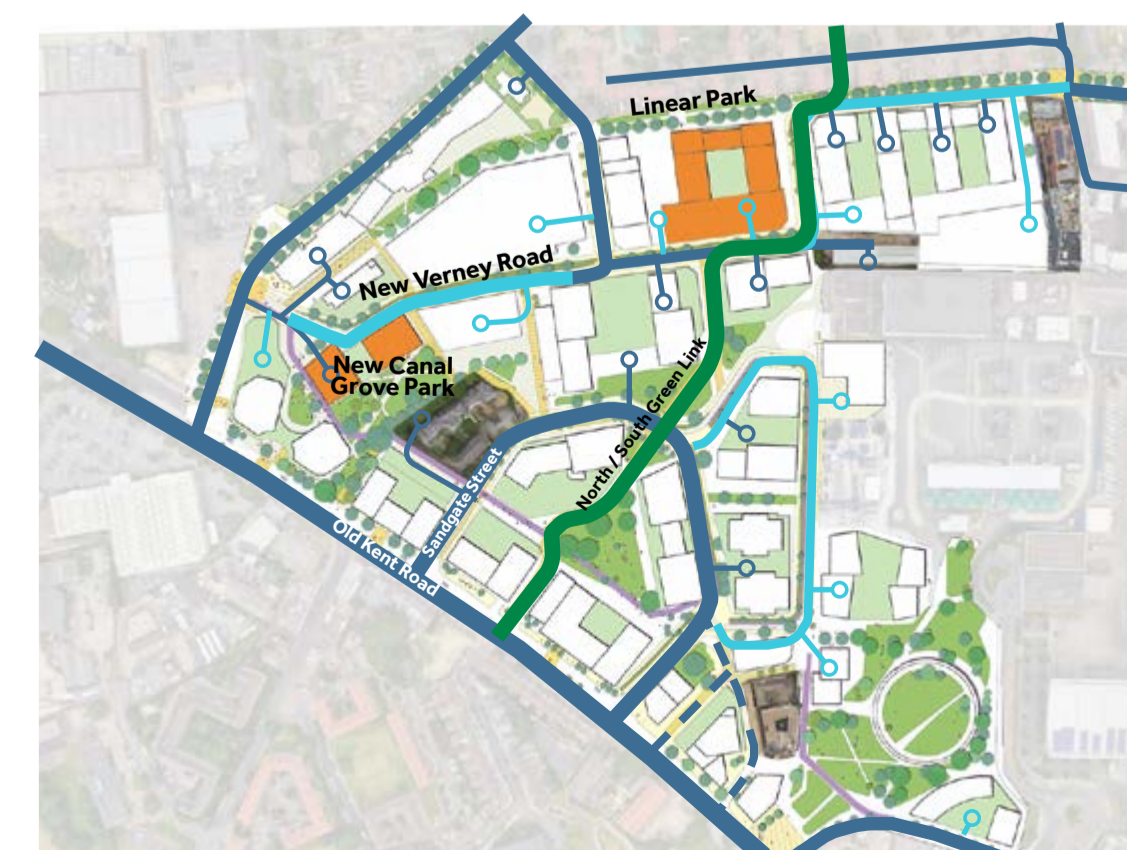 Linear Park
New Verney Road
New Canal
Grove Park
North / South Green Link
Sandgate Street
Old Kent Road